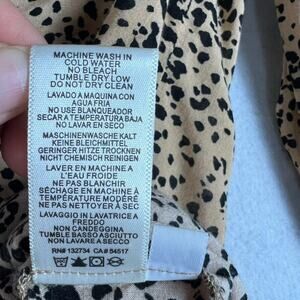 MACHINE WASH IN
COLD WATER
NO BLEACH
TUMBLE DRY LOW
DO NOT DRY CLEAN
LAVADO A MAQUINA CON
AGUA FRIA
NO USE BLANQUEADOR
SECAR A TEMPERATURA BAJA
NO LAVAR EN SECO
MASCHINENWASCHE KALT
KEINE BLEICHMITTEL
GERINGER HITZE TROCKNEN
NICHT CHEMISCH REINIGEN
LAVER EN MACHINE A
L'EAU FROIDE
NE PAS BLANCHIR
SÉCHAGE EN MACHINE À
TEMPÉRATURE MODÉRÉ
NE PAS NETTOYER À SEC
LAVAGGIO IN LAVATRICE A
FREDDO
NON CANDEGGINA
TUMBLE BASSO ASCIUTTO
NON LAVARE A SECCO
RN# 132734 CA# 84517